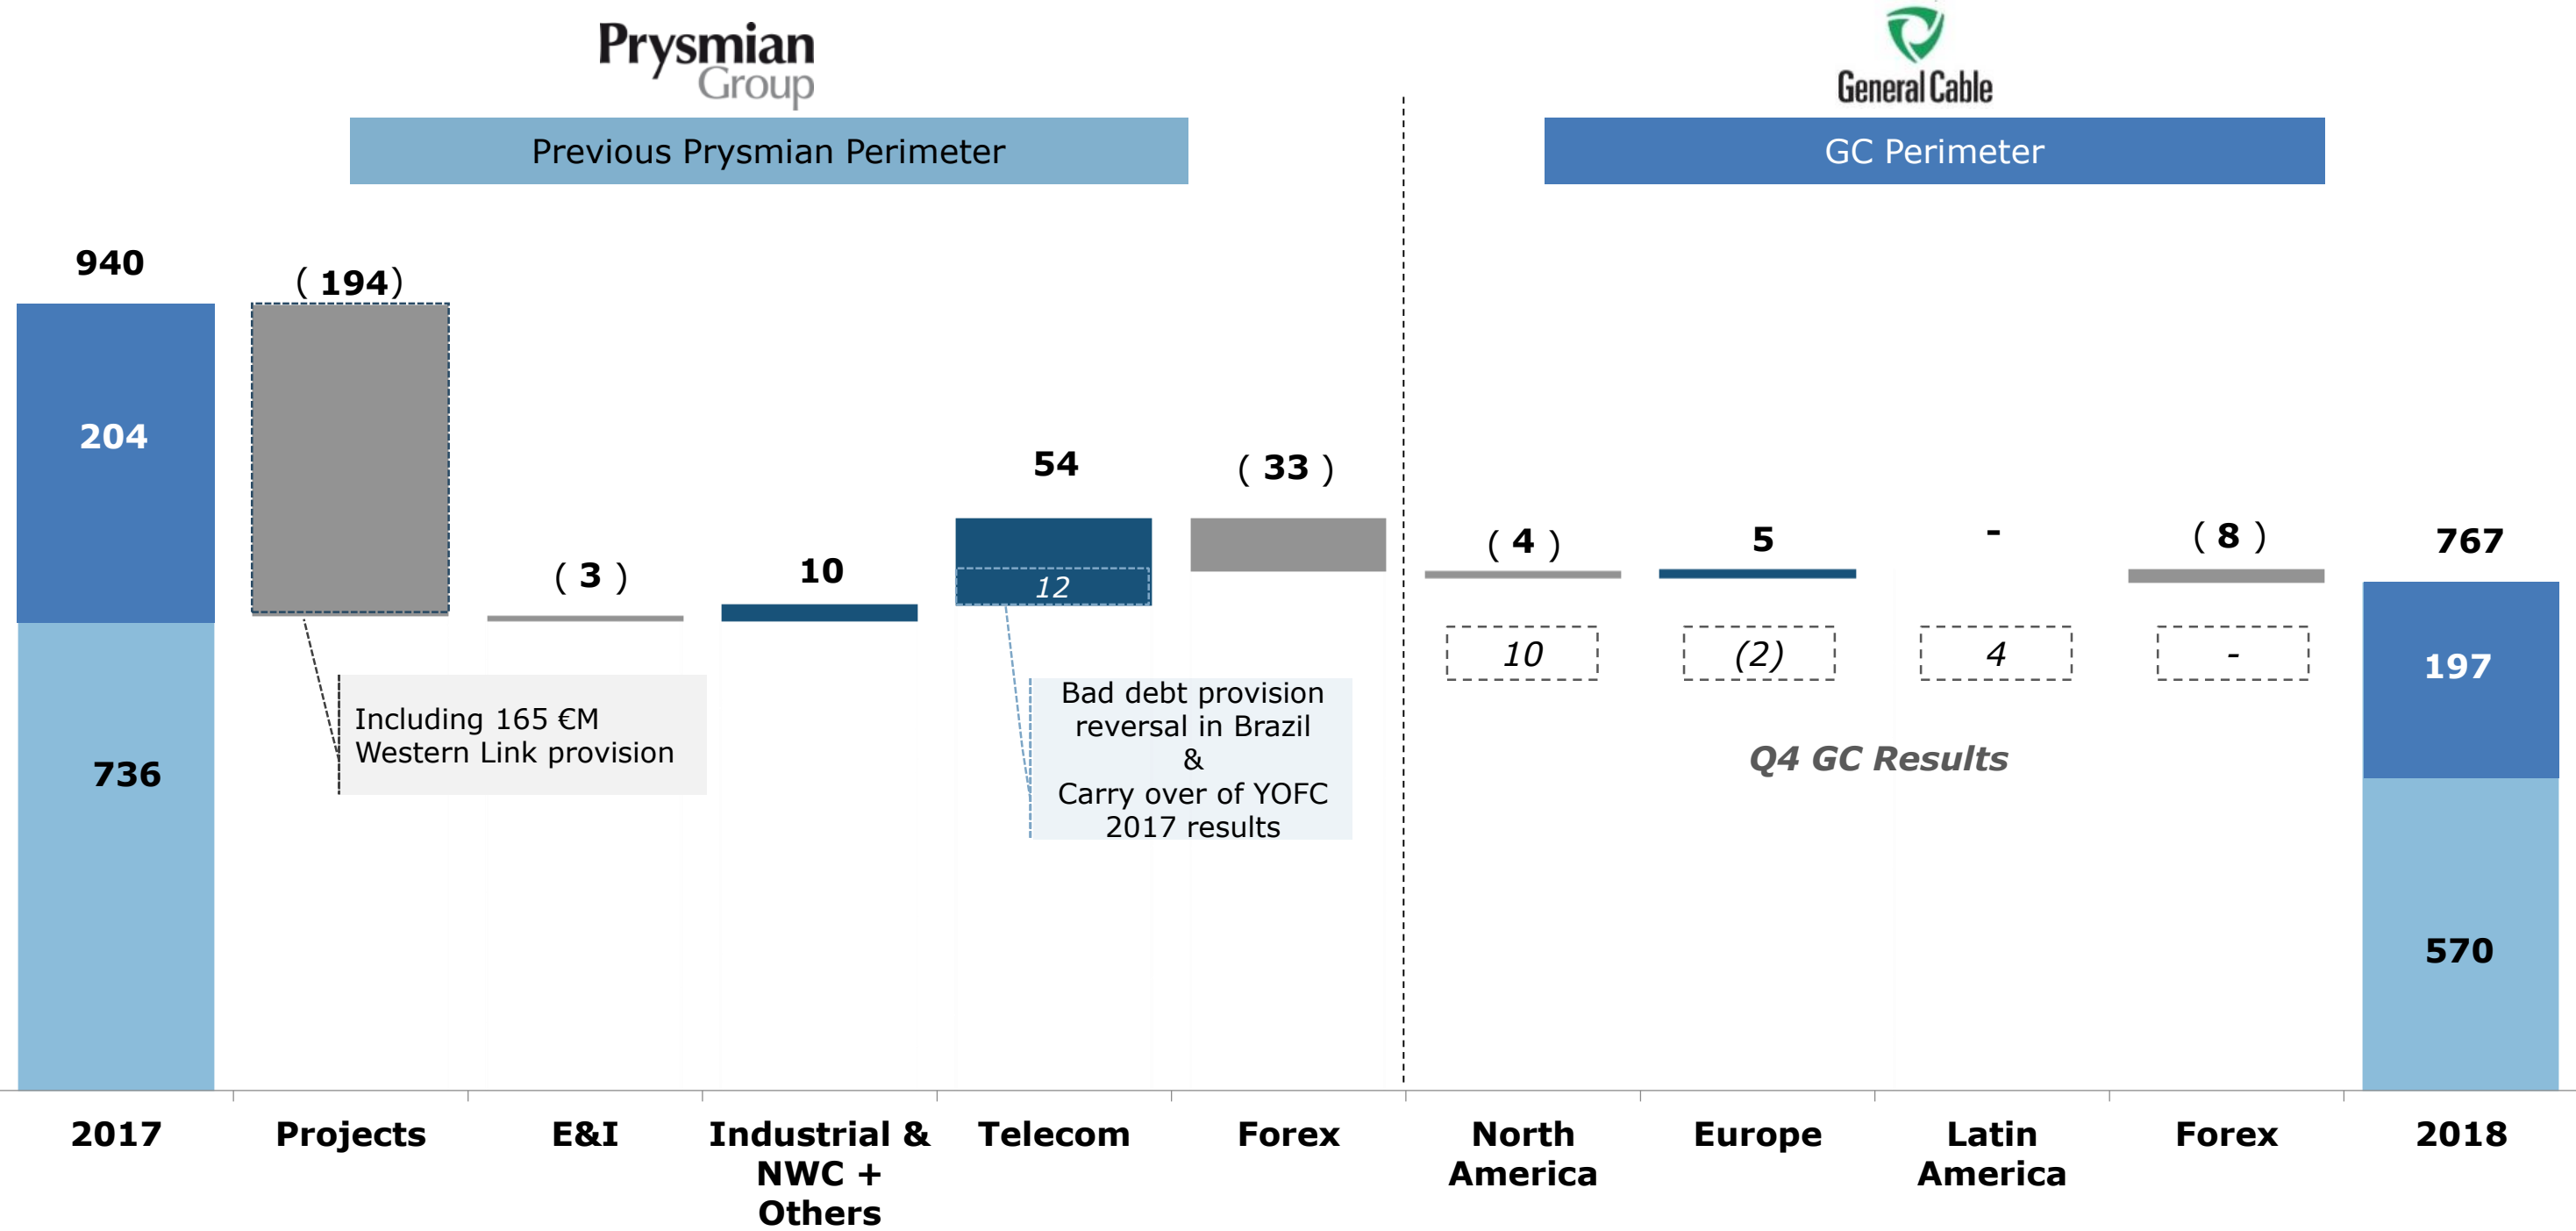 Prysmian
Group
General Cable
Previous Prysmian Perimeter
GC Perimeter
940
( 194)
204
736
( 3 )
10
54
12
( 33 )
( 4 )
5
-
( 8 )
767
10
(2)
4
-
197
570
Including 165 €M
Western Link provision
Bad debt provision
reversal in Brazil
&
Carry over of YOFC
2017 results
Q4 GC Results
2017
Projects
E&I
Industrial &
NWC +
Others
Telecom
Forex
North
America
Europe
Latin
America
Forex
2018